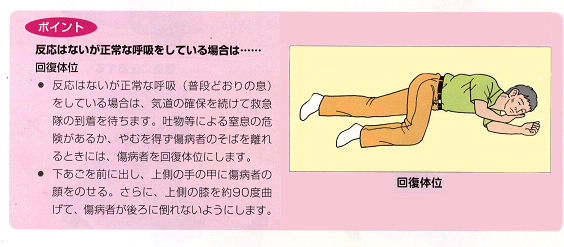 ポイント
反応はないが正常な呼吸をしている場合は……
回復体位
● 反応はないが正常な呼吸（普段どおりの息）
をしている場合は、気道の確保を続けて救急
隊の到着を待ちます。吐物等による窒息の危
険があるか、やむを得ず傷病者のそばを離れ
るときには、傷病者を回復体位にします。
● 下あごを前に出し、上側の手の甲に傷病者の
顔をのせる。さらに、上側の膝を約90度曲
げて、傷病者が後ろに倒れないようにします。
回復体位